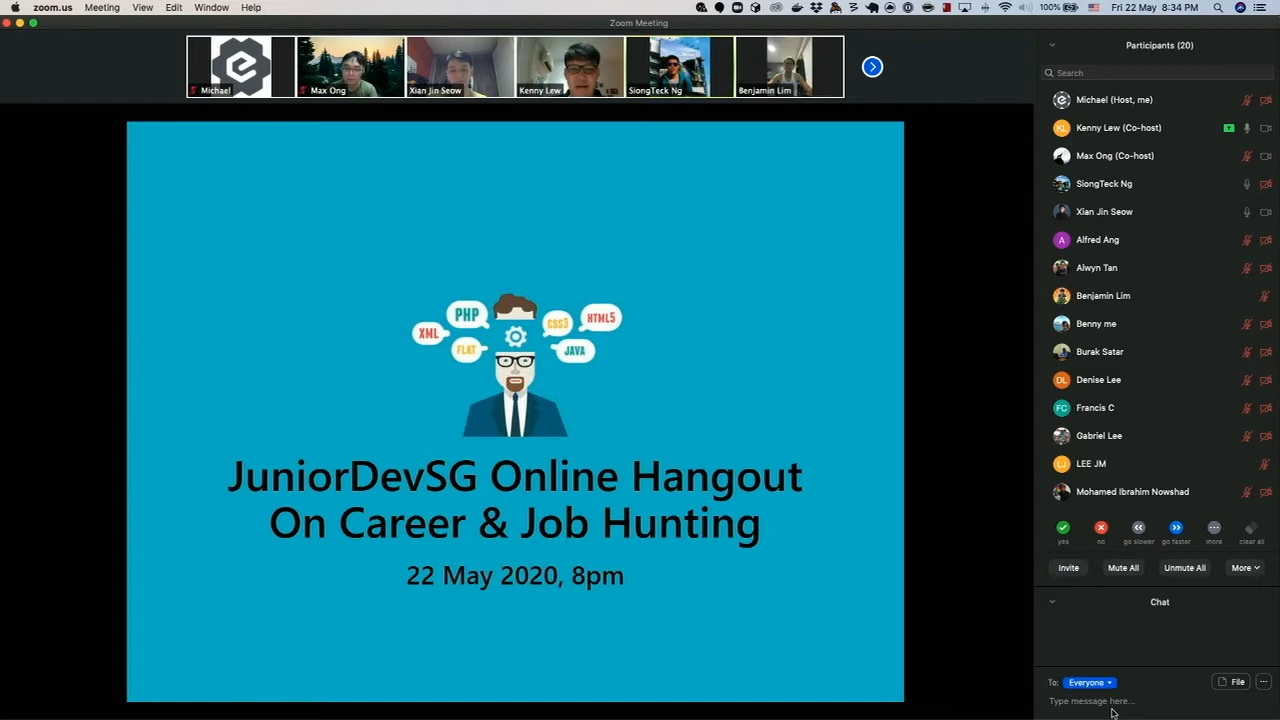 zoom.us Meeting View Edit Window Help
100% Fri 22 May 8:34 PM
Zoom Meeting
Michael
Max Ong
Xian Jin Seow
Kenny Lew
SiongTeck Ng
Benjamin Lim
XML
PHP
FLAT
CSS3
HTML5
JAVA
JuniorDevSG Online Hangout
On Career & Job Hunting
22 May 2020, 8pm
Participants (20)
Search
Michael (Host, me)
KL Kenny Lew (Co-host)
Max Ong (Co-host)
SiongTeck Ng
Xian Jin Seow
A Alfred Ang
Alwyn Tan
Benjamin Lim
Benny me
Burak Satar
DL Denise Lee
FC Francis C
Gabriel Lee
LJ LEE JM
Mohamed Ibrahim Nowshad
yes no go slower go faster more clear all
Invite Mute All Unmute All More
Chat
To: Everyone File
Type message here...